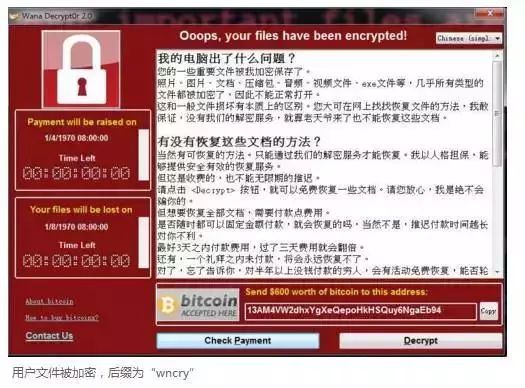 Wana Decrypt0r 2.0
Ooops, your files have been encrypted!
Chinese (simpl
我的电脑出了什么问题？
您的一些重要文件被我加密保存了。
照片、图片、文档、压缩包、音频、视频文件、exe文件等，几乎所有类型的
文件都被加密了，因此不能正常打开。
这和一般文件损坏有本质上的区别。您大可在网上找找恢复文件的方法，我敢
保证，没有我们的解密服务，就算老天爷来了也不能恢复这些文档。
有没有恢复这些文档的方法？
当然有可恢复的方法。只能通过我们的解密服务才能恢复。我以人格担保，能
够提供安全有效的恢复服务。
但这是收费的，也不能无限期的推迟。
请点击 <Decrypt> 按钮，就可以免费恢复一些文档。请您放心，我是绝不会
骗你的。
但想要恢复全部文档，需要付款点费用。
是否随时都可以固定金额付款，就会恢复的吗，当然不是，推迟付款时间越长
对你不利。
最好3天之内付款费用，过了三天费用就会翻倍。
还有，一个礼拜之内未付款，将会永远恢复不了。
对了，忘了告诉你，对半年以上没钱付款的穷人，会有活动免费恢复，能否轮
Payment will be raised on
1/4/1970 08:00:00
Time Left
00:00:00:00
Your files will be lost on
1/8/1970 08:00:00
Time Left
00:00:00:00
About bitcoin
How to buy bitcoins?
Contact Us
bitcoin
ACCEPTED HERE
Send $600 worth of bitcoin to this address:
13AM4VW2dhxYgXeQepoHkHSQuy6NgaEb94
Copy
Check Payment
Decrypt
用户文件被加密，后缀为“wncry”